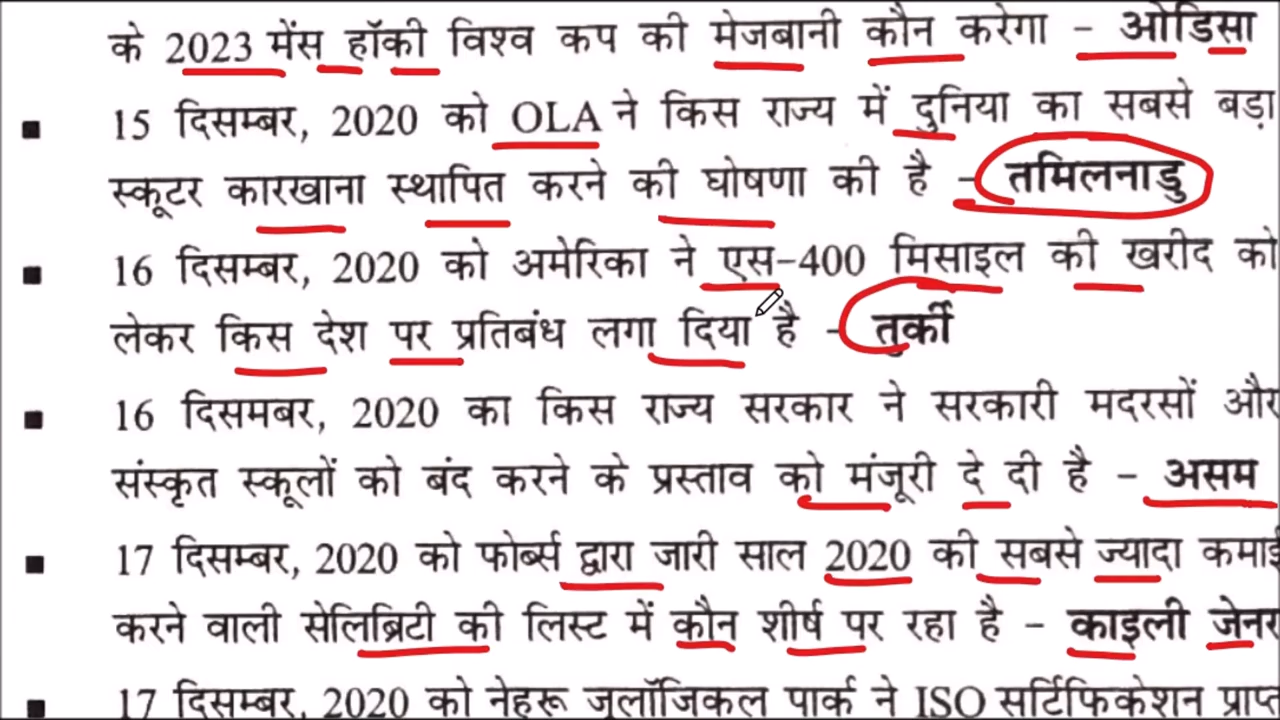 के 2023 मेंस हॉकी विश्व कप की मेजबानी कौन करेगा - ओडिसा
■ 15 दिसम्बर, 2020 को OLA ने किस राज्य में दुनिया का सबसे बड़ा
स्कूटर कारखाना स्थापित करने की घोषणा की है - तमिलनाडु
■ 16 दिसम्बर, 2020 को अमेरिका ने एस-400 मिसाइल की खरीद को
लेकर किस देश पर प्रतिबंध लगा दिया है - तुर्की
■ 16 दिसमबर, 2020 का किस राज्य सरकार ने सरकारी मदरसों और
संस्कृत स्कूलों को बंद करने के प्रस्ताव को मंजूरी दे दी है - असम
■ 17 दिसम्बर, 2020 को फोर्ब्स द्वारा जारी साल 2020 की सबसे ज्यादा कमाई
करने वाली सेलिब्रिटी की लिस्ट में कौन शीर्ष पर रहा है - काइली जेनर
■ 17 दिसम्बर, 2020 को नेहरू जूलॉजिकल पार्क ने ISO सर्टिफिकेशन प्राप्त